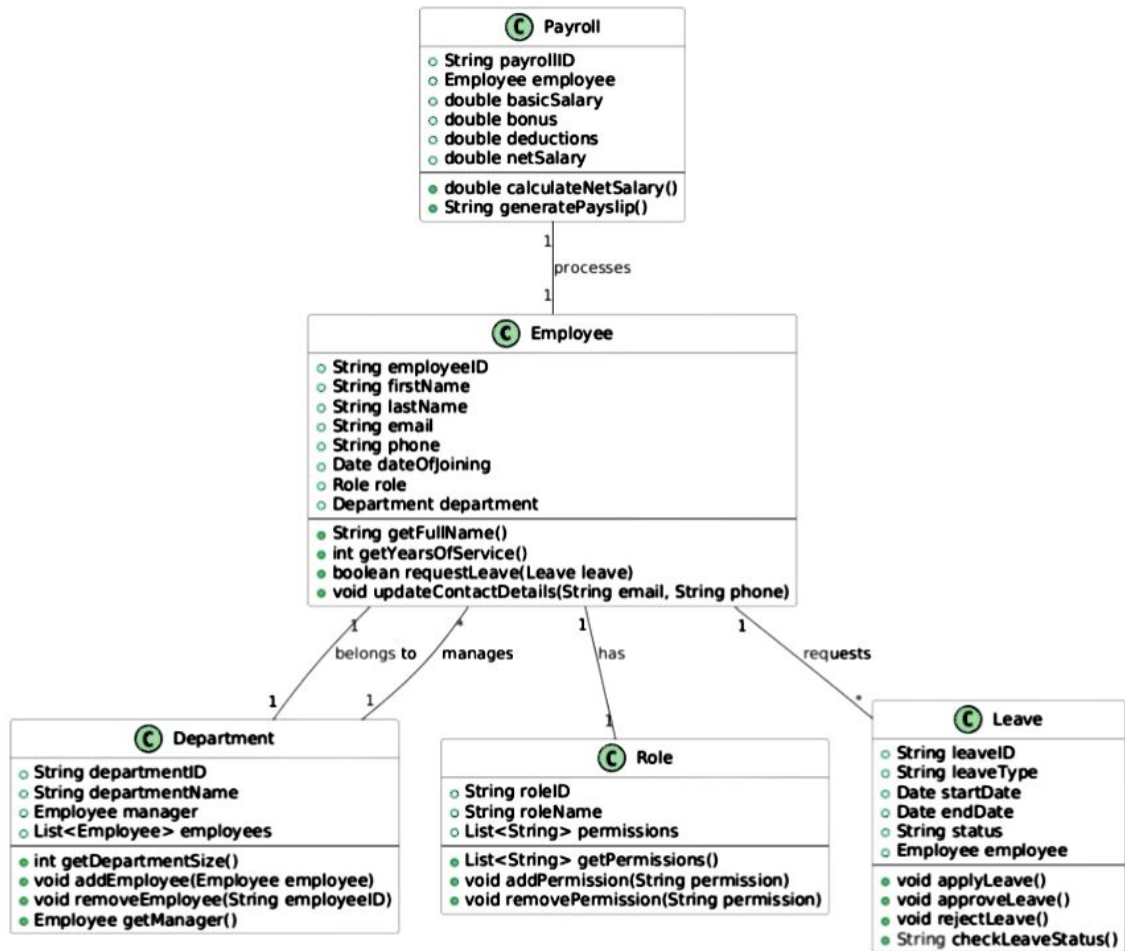 C Payroll
String payrollID
Employee employee
double basicSalary
double bonus
double deductions
double netSalary
double calculateNetSalary()
String generatePayslip()
1
processes
1
C Employee
String employeeID
String firstName
String lastName
String email
String phone
Date dateOfJoining
Role role
Department department
String getFullName()
int getYearsOfService()
boolean requestLeave(Leave leave)
void updateContactDetails(String email, String phone)
1 * 1 1
belongs to manages has requests
1 1 1 *
C Department
String departmentID
String departmentName
Employee manager
List<Employee> employees
int getDepartmentSize()
void addEmployee(Employee employee)
void removeEmployee(String employeeID)
Employee getManager()
C Role
String roleID
String roleName
List<String> permissions
List<String> getPermissions()
void addPermission(String permission)
void removePermission(String permission)
C Leave
String leaveID
String leaveType
Date startDate
Date endDate
String status
Employee employee
void applyLeave()
void approveLeave()
void rejectLeave()
String checkLeaveStatus()